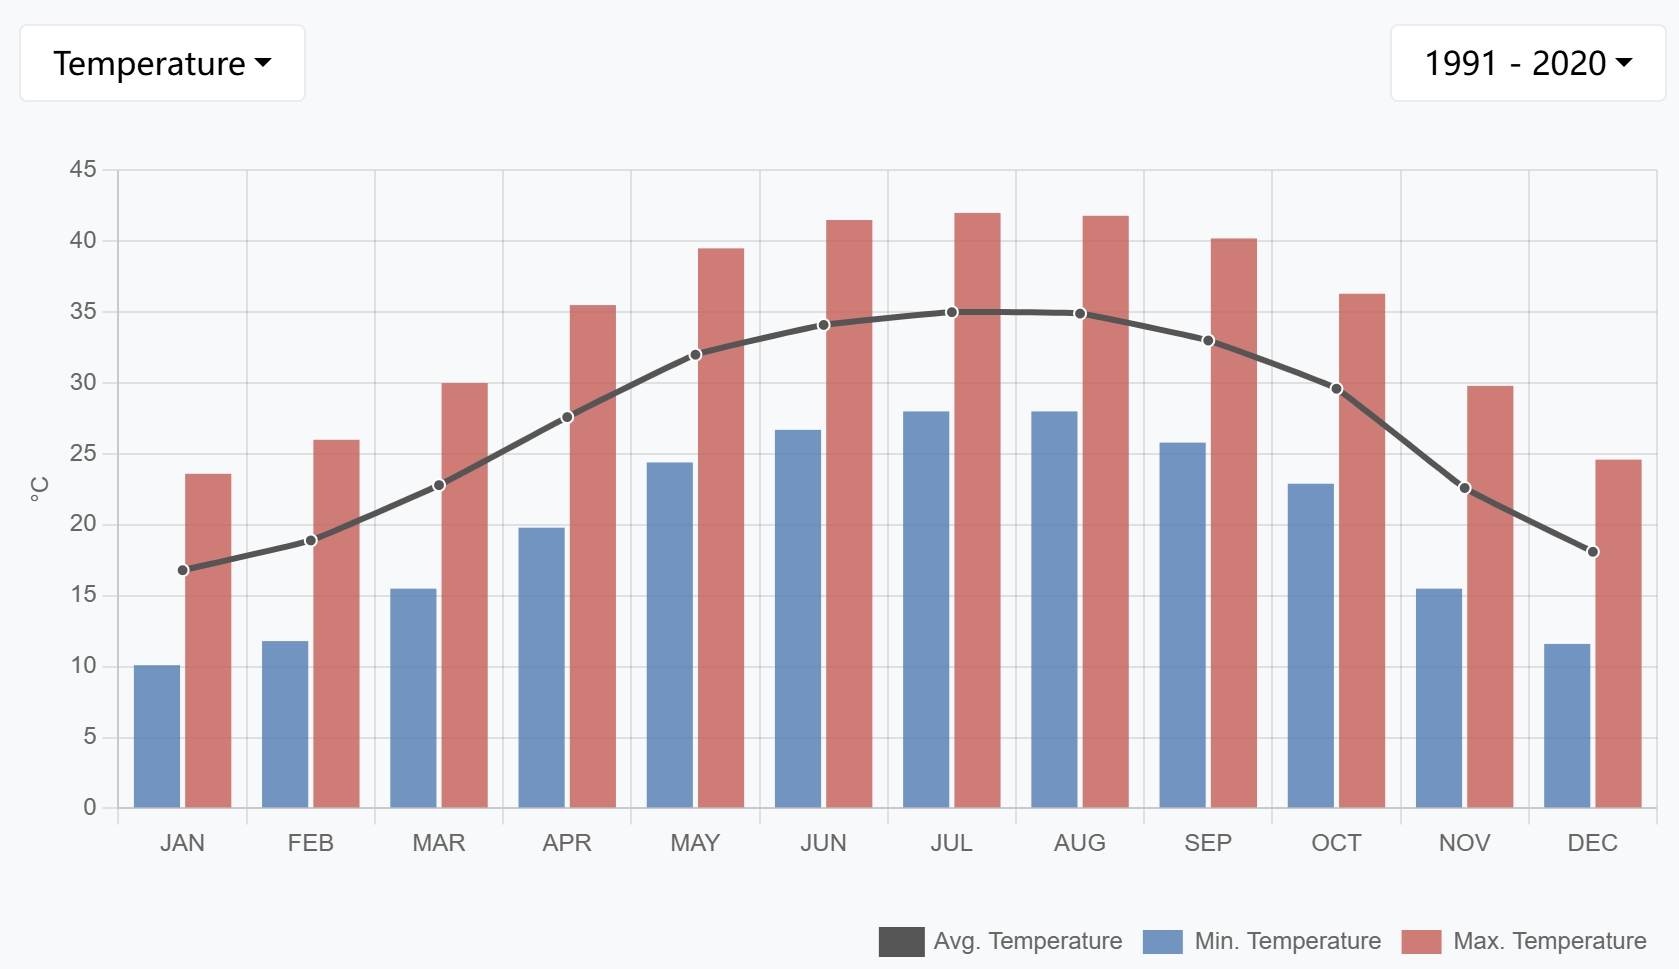 Temperature
1991 - 2020
45
40
35
30
25
20
15
10
5
0
°C
JAN FEB MAR APR MAY JUN JUL AUG SEP OCT NOV DEC
Avg. Temperature Min. Temperature Max. Temperature